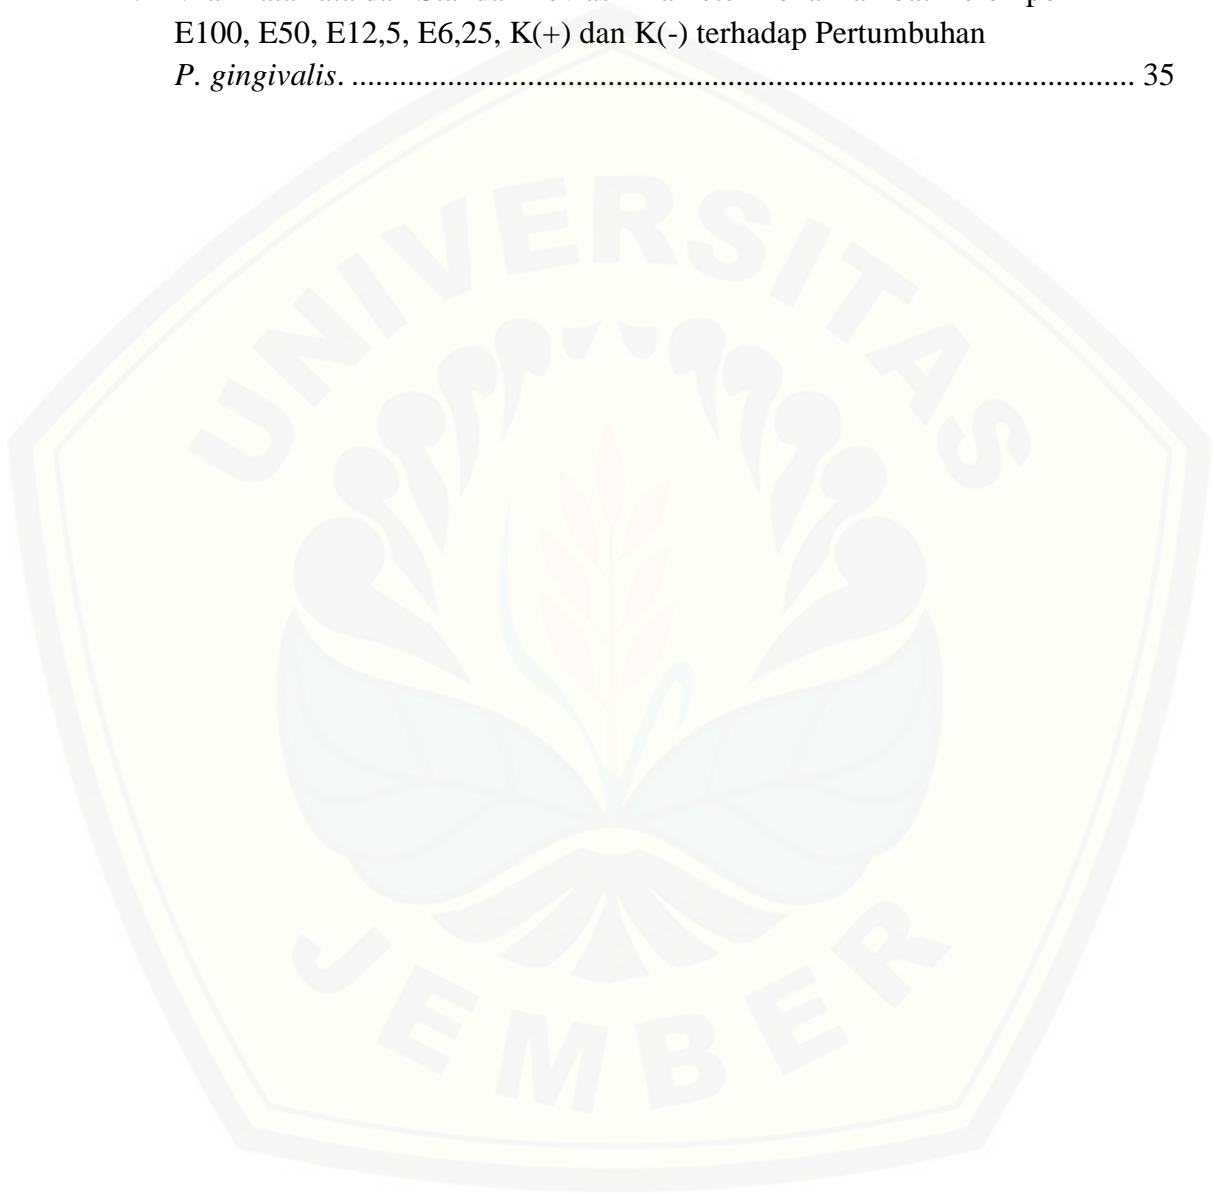 E100, E50, E12,5, E6,25, K(+) dan K(-) terhadap Pertumbuhan
P. gingivalis. ........................................................................................... 35
UNIVERSITAS
JEMBER